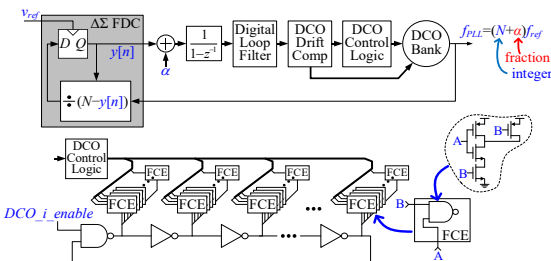 v_ref
ΔΣ FDC
D Q
y[n]
÷(N−y[n])
α
1
1−z⁻¹
Digital
Loop
Filter
DCO
Drift
Comp
DCO
Control
Logic
DCO
Bank
f_PLL=(N+α)f_ref
fraction
integer
A
B
B
DCO
Control
Logic
FCE
FCE
FCE
FCE
FCE
FCE
FCE
FCE
...
DCO_i_enable
...
B
FCE
A